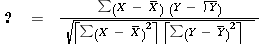 ? = Σ(X − X̅) (Y − Y̅) / √[Σ(X − X̅)²] [Σ(Y − Y̅)²]